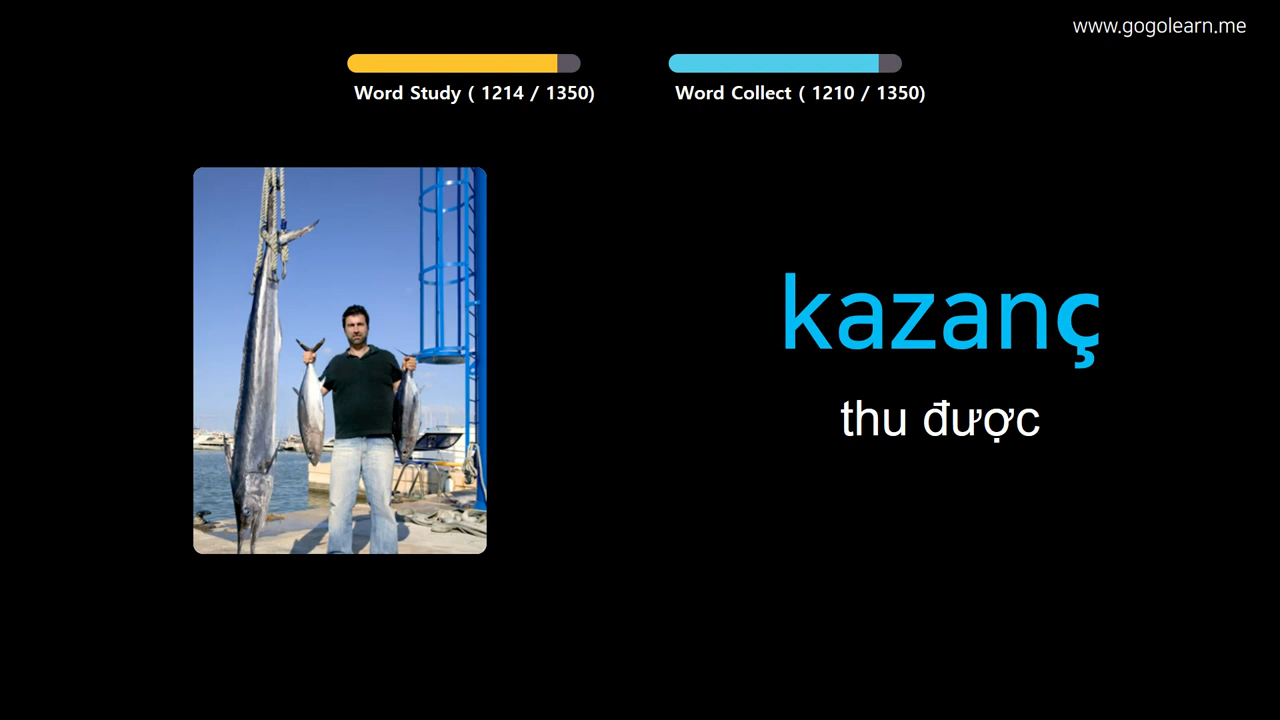 www.gogolearn.me
Word Study ( 1214 / 1350)
Word Collect ( 1210 / 1350)
kazanç
thu được